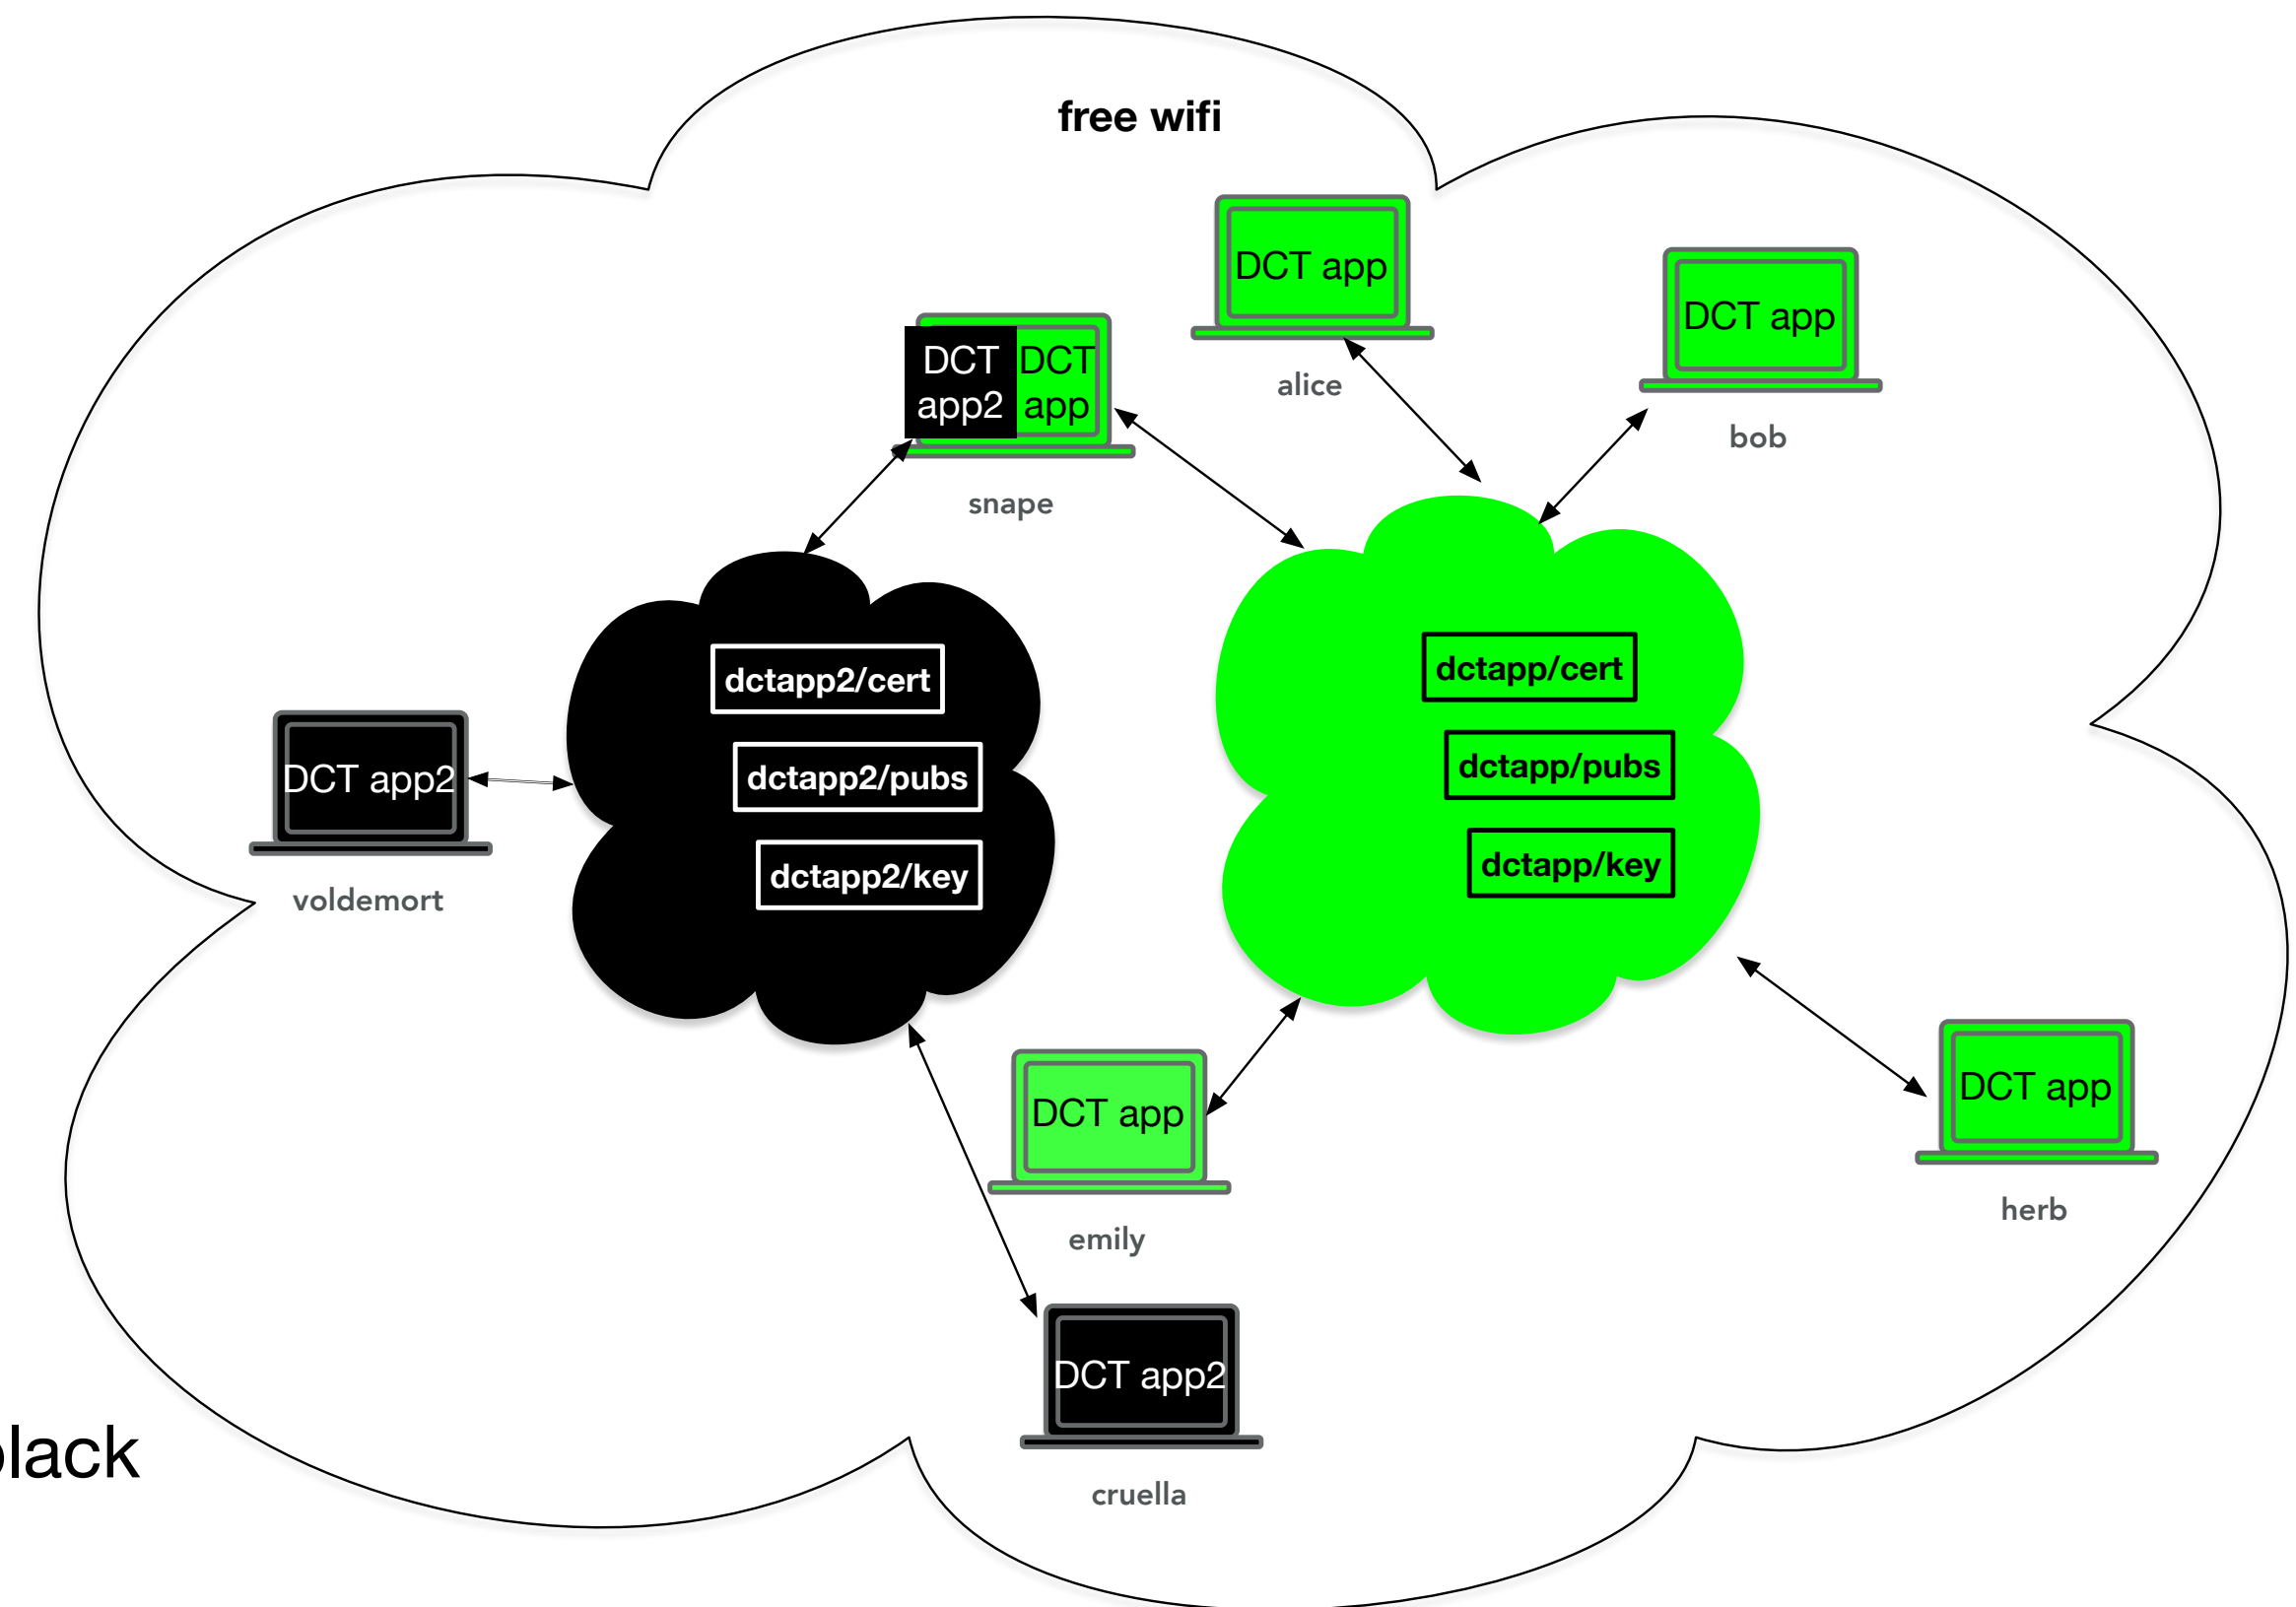 free wifi
DCT app
alice
DCT app
bob
DCT
app2
DCT
app
snape
dctapp2/cert
dctapp2/pubs
dctapp2/key
dctapp/cert
dctapp/pubs
dctapp/key
DCT app2
voldemort
DCT app
emily
DCT app
herb
DCT app2
cruella
black